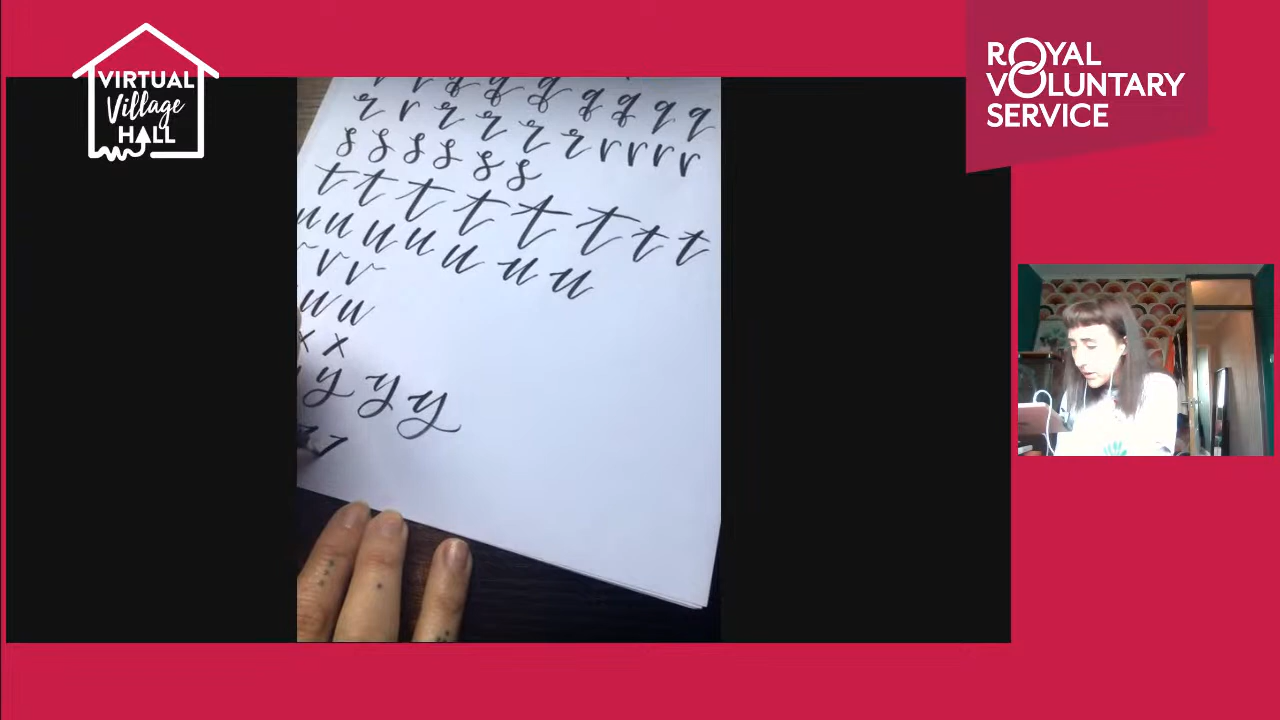 VIRTUAL
Village
HALL
ROYAL
VOLUNTARY
SERVICE
r r q q q q q q q
r r r r r r r r r r
s s s s s s
t t t t t t t t
u u u u u u u
v v
w w
x x
y y y
z